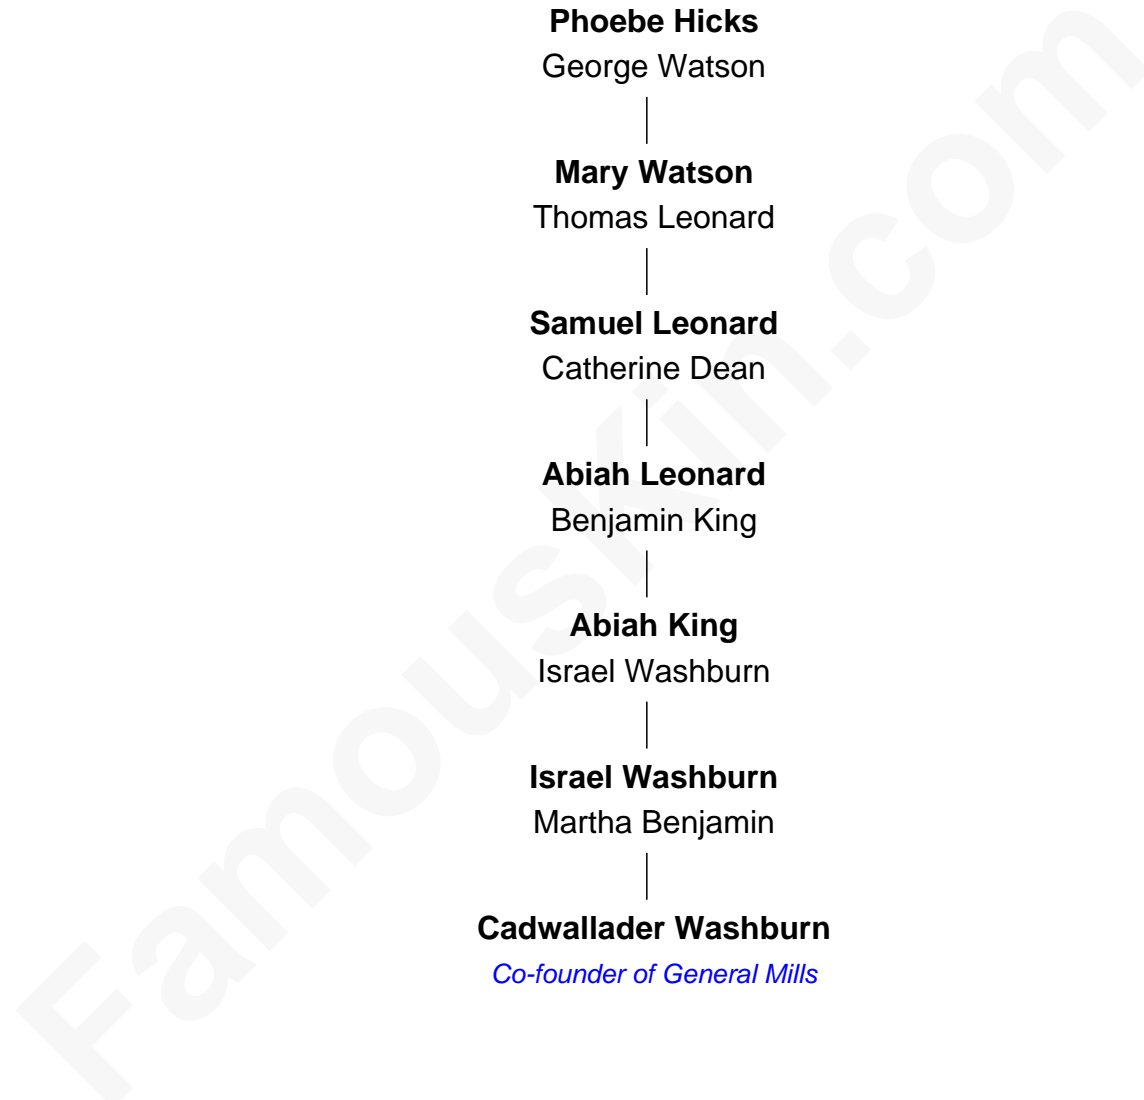 Phoebe Hicks
George Watson
Mary Watson
Thomas Leonard
Samuel Leonard
Catherine Dean
Abiah Leonard
Benjamin King
Abiah King
Israel Washburn
Israel Washburn
Martha Benjamin
Cadwallader Washburn
Co-founder of General Mills
FamousKin.com